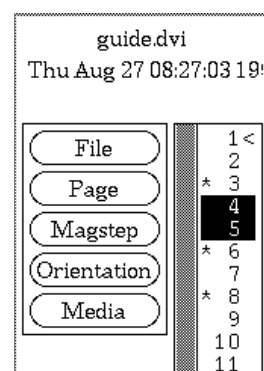 guide.dvi
Thu Aug 27 08:27:03 19
File
Page
Magstep
Orientation
Media
1<
2
* 3
4
5
* 6
7
* 8
9
10
11